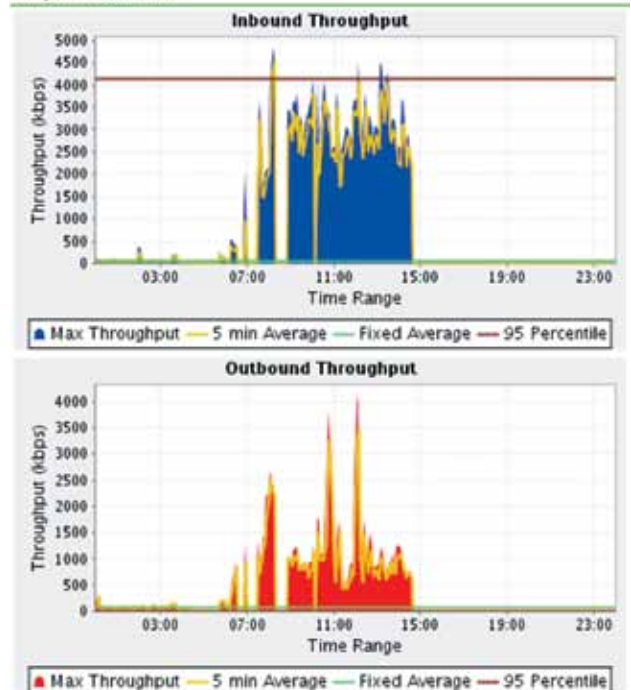 Inbound Throughput
5000
4500
4000
3500
3000
2500
2000
1500
1000
500
0
Throughput (kbps)
03:00 07:00 11:00 15:00 19:00 23:00
Time Range
Max Throughput 5 min Average Fixed Average 95 Percentile
Outbound Throughput
4000
3500
3000
2500
2000
1500
1000
500
0
Throughput (kbps)
03:00 07:00 11:00 15:00 19:00 23:00
Time Range
Max Throughput 5 min Average Fixed Average 95 Percentile